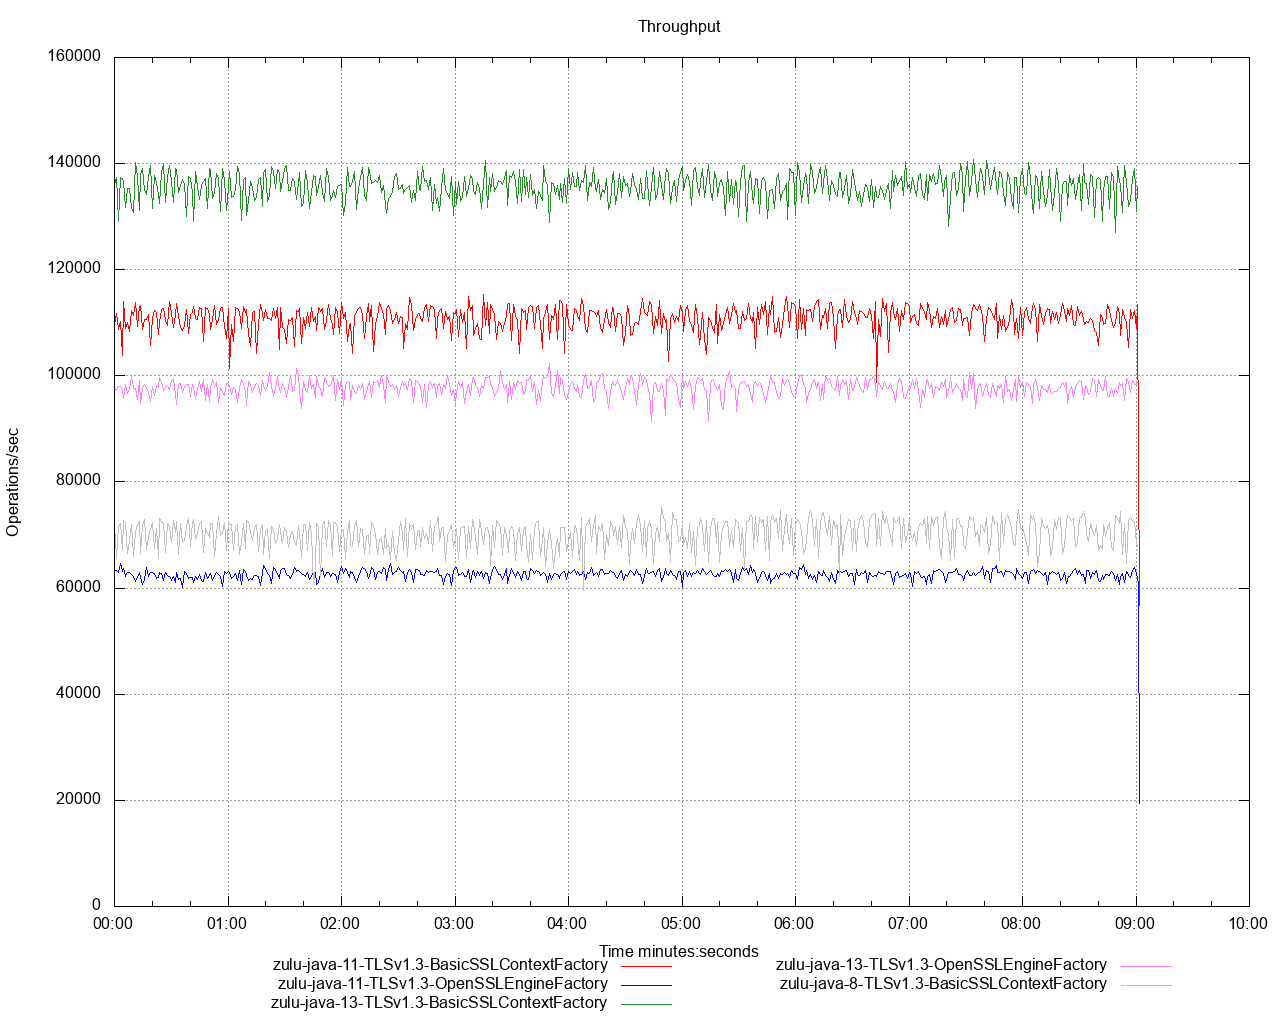 Throughput
160000
140000
120000
100000
80000
60000
40000
20000
0
Operations/sec
00:00 01:00 02:00 03:00 04:00 05:00 06:00 07:00 08:00 09:00 10:00
Time minutes:seconds
zulu-java-11-TLSv1.3-BasicSSLContextFactory
zulu-java-11-TLSv1.3-OpenSSLEngineFactory
zulu-java-13-TLSv1.3-BasicSSLContextFactory
zulu-java-13-TLSv1.3-OpenSSLEngineFactory
zulu-java-8-TLSv1.3-BasicSSLContextFactory